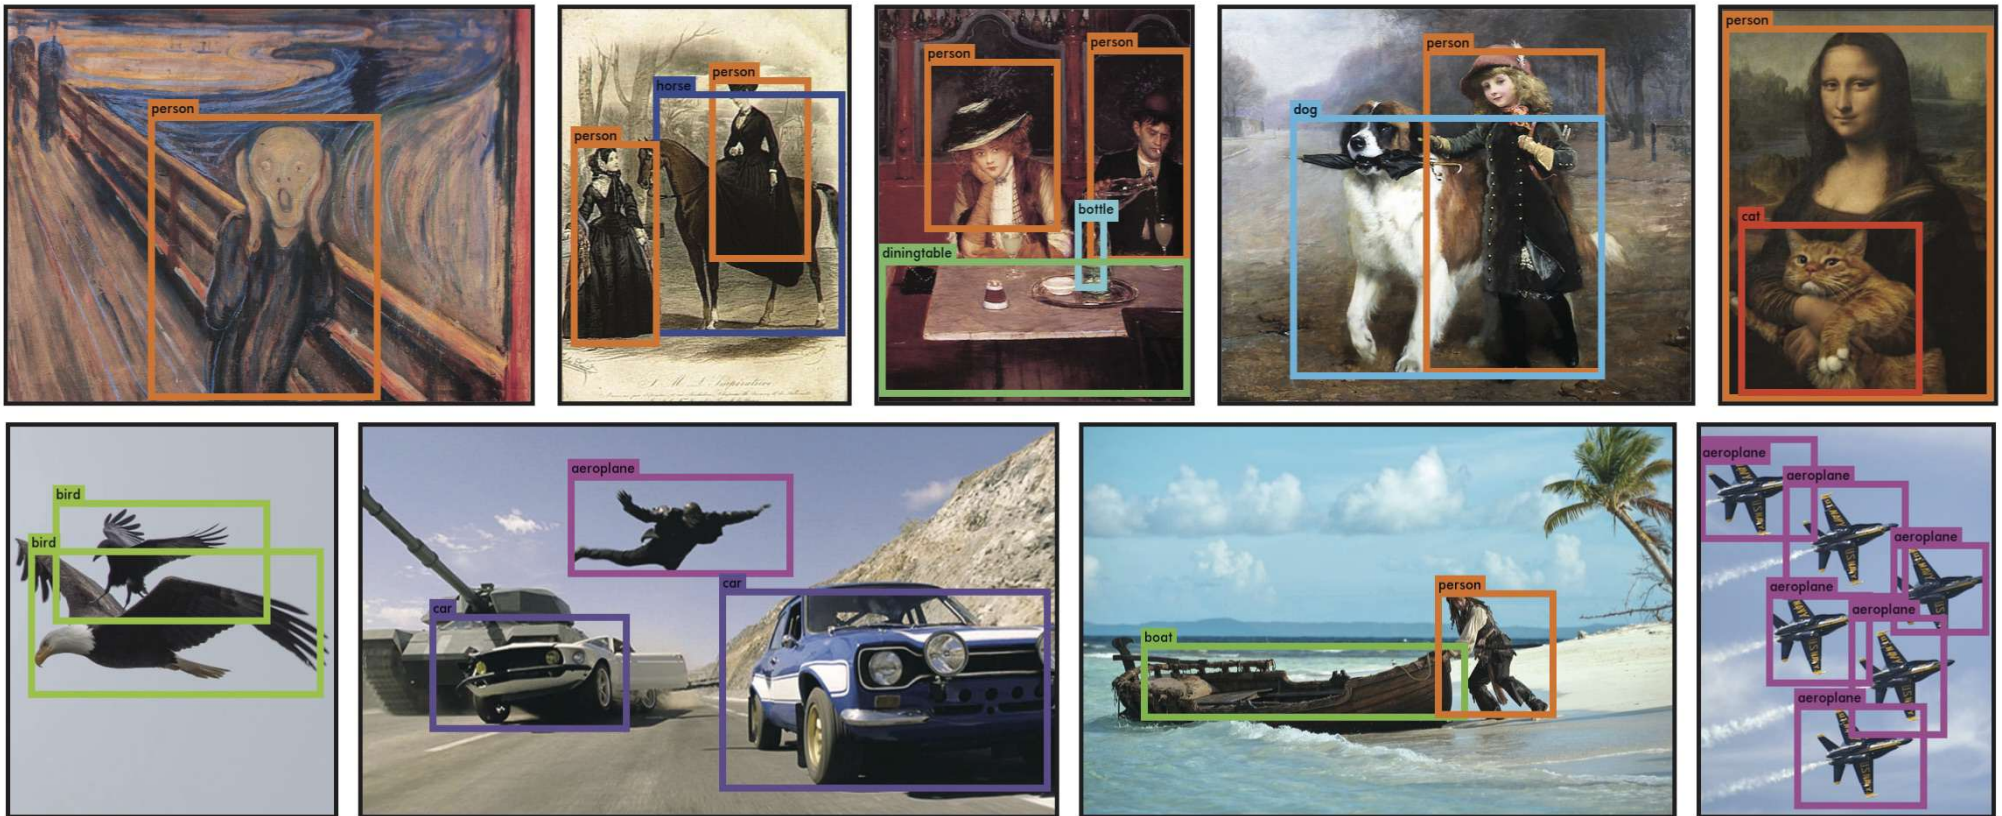 person
person
horse
person
person
person
bottle
diningtable
person
dog
person
cat
bird
bird
aeroplane
car
car
person
boat
aeroplane
aeroplane
aeroplane
aeroplane
aeroplane
aeroplane